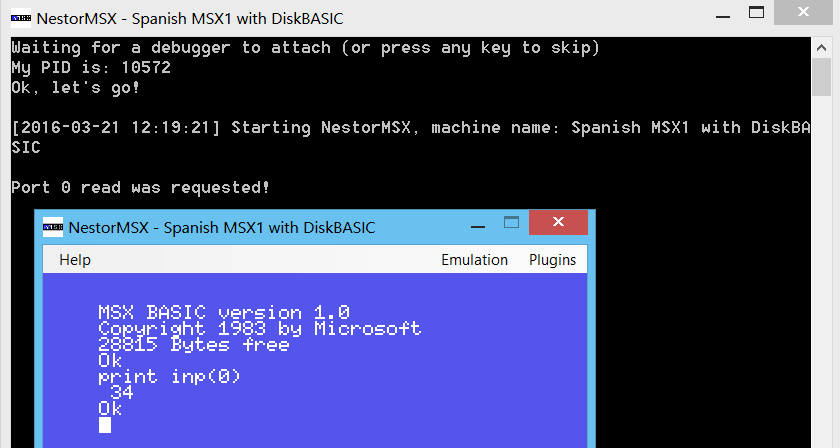 NestorMSX - Spanish MSX1 with DiskBASIC
Waiting for a debugger to attach (or press any key to skip)
My PID is: 10572
Ok, let's go!
[2016-03-21 12:19:21] Starting NestorMSX, machine name: Spanish MSX1 with DiskBA
SIC
Port 0 read was requested!
NestorMSX - Spanish MSX1 with DiskBASIC
Help Emulation Plugins
MSX BASIC version 1.0
Copyright 1983 by Microsoft
28815 Bytes free
Ok
print inp(0)
34
Ok